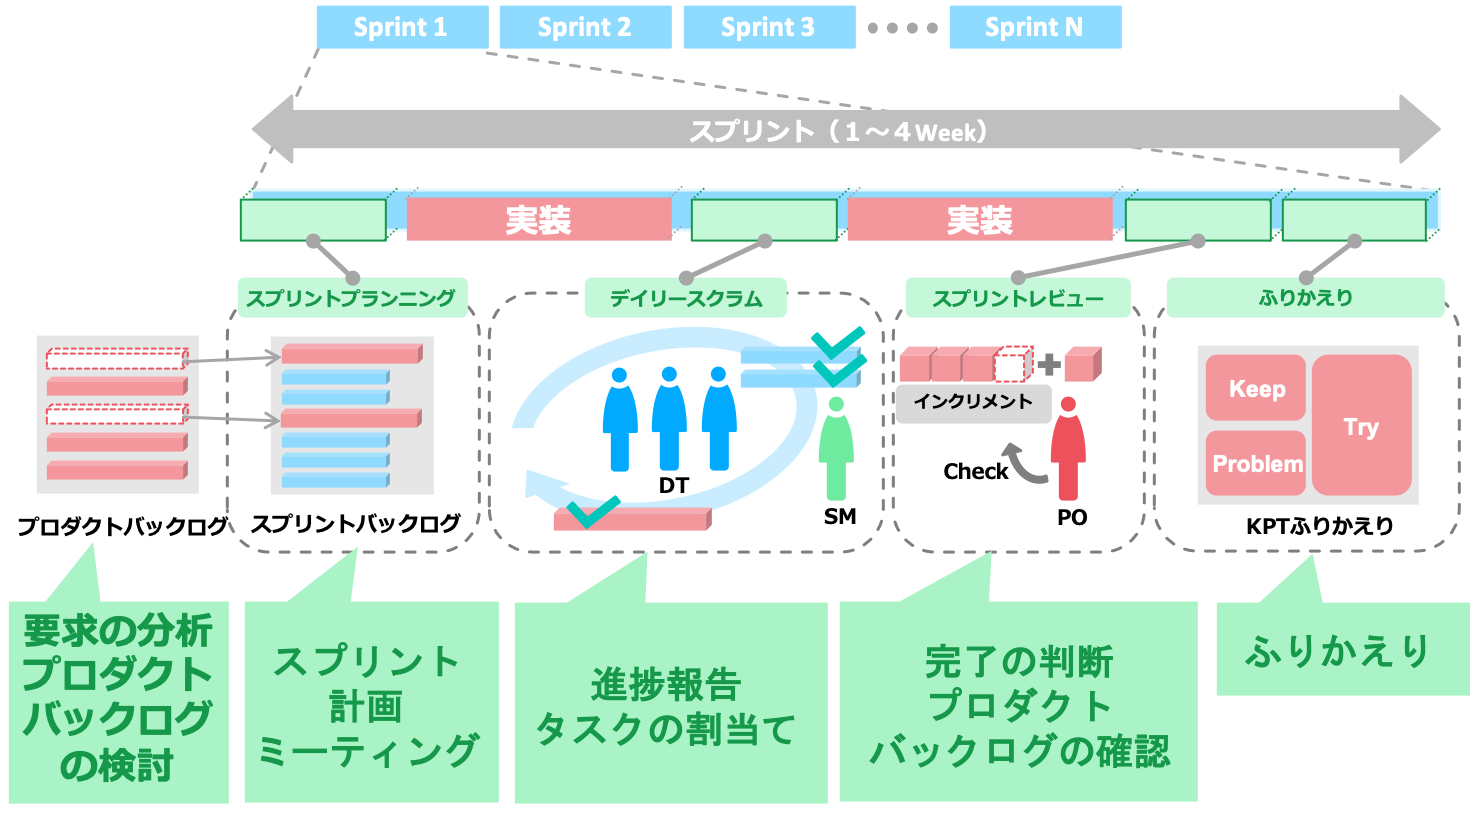 Sprint 1
Sprint 2
Sprint 3
Sprint N
スプリント（１～４Week）
実装
実装
スプリントプランニング
デイリースクラム
スプリントレビュー
ふりかえり
プロダクトバックログ
スプリントバックログ
DT
SM
インクリメント
Check
PO
Keep
Problem
Try
KPTふりかえり
要求の分析
プロダクト
バックログ
の検討
スプリント
計画
ミーティング
進捗報告
タスクの割当て
完了の判断
プロダクト
バックログの確認
ふりかえり